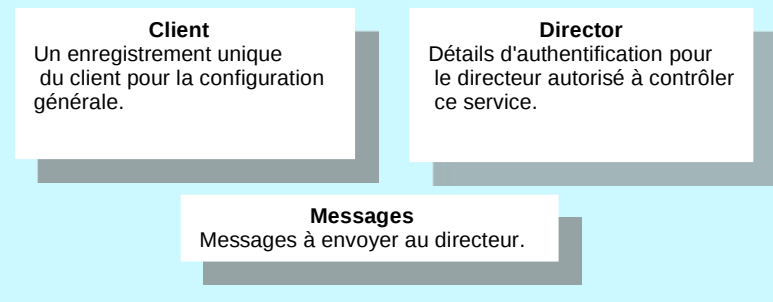 Client
Un enregistrement unique
du client pour la configuration
générale.
Director
Détails d'authentification pour
le directeur autorisé à contrôler
ce service.
Messages
Messages à envoyer au directeur.